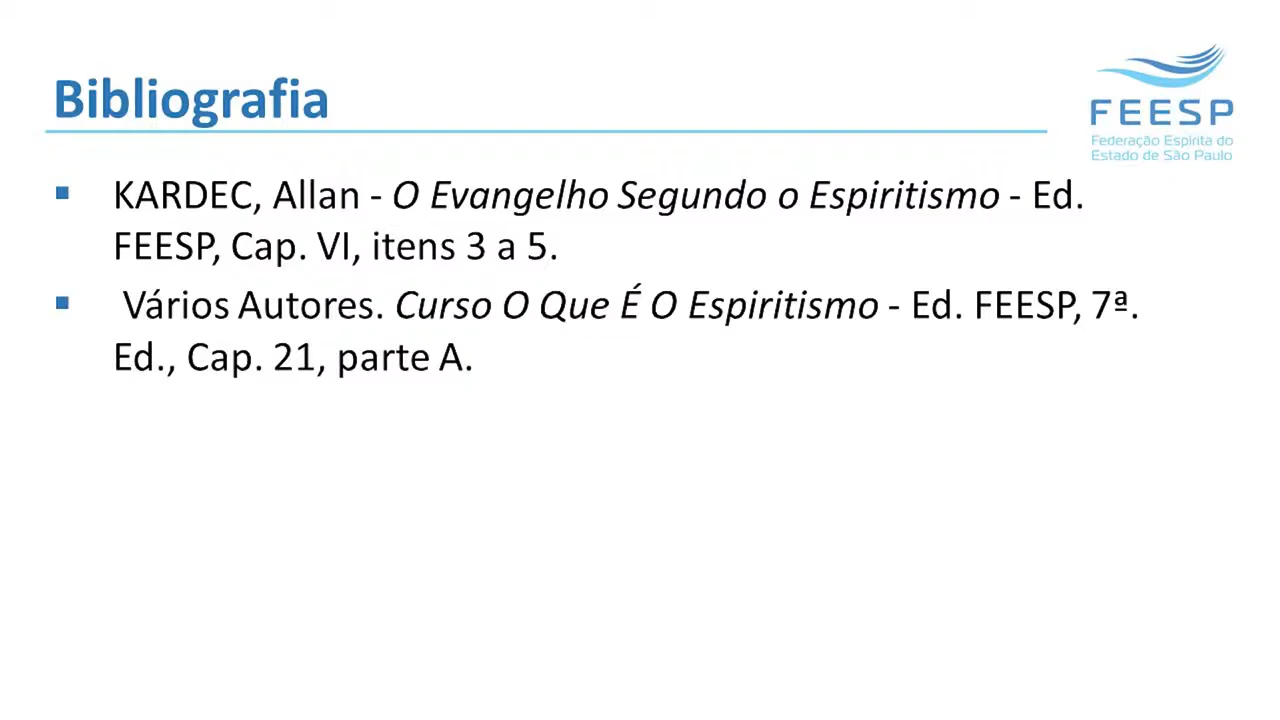 Bibliografia
FEESP
Federação Espírita do
Estado de São Paulo
▪ KARDEC, Allan - O Evangelho Segundo o Espiritismo - Ed.
FEESP, Cap. VI, itens 3 a 5.
▪ Vários Autores. Curso O Que É O Espiritismo - Ed. FEESP, 7ª.
Ed., Cap. 21, parte A.